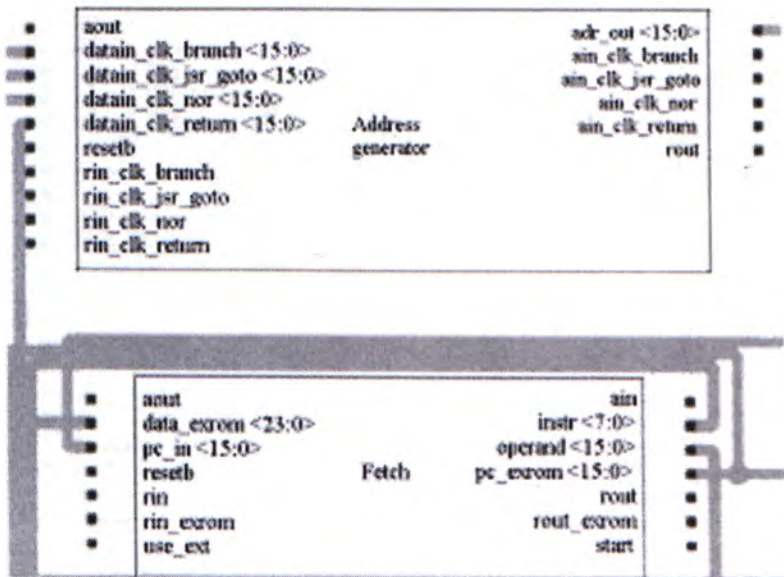 aout adr_out <15:0>
datain_clk_branch <15:0> ain_clk_branch
datain_clk_jsr_goto <15:0> ain_clk_jsr_goto
datain_clk_nor <15:0> ain_clk_nor
datain_clk_return <15:0> Address ain_clk_return
resetb generator rout
rin_clk_branch
rin_clk_jsr_goto
rin_clk_nor
rin_clk_return
aout ain
data_exrom <23:0> instr <7:0>
pc_in <15:0> operand <15:0>
resetb Fetch pc_exrom <15:0>
rin rout
rin_exrom rout_exrom
use_ext start